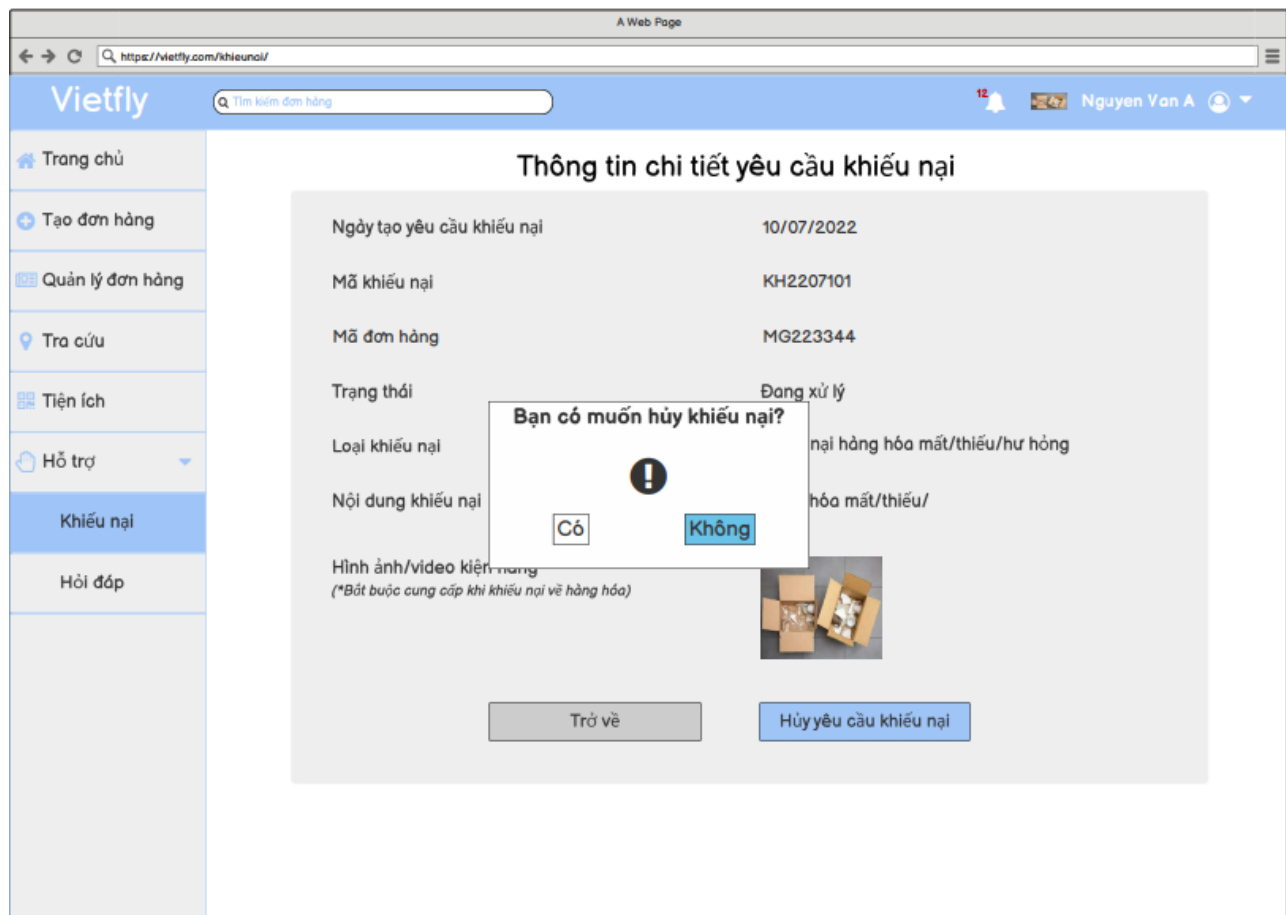 A Web Page
https://vietfly.com/khieunai/
Vietfly
Tìm kiếm đơn hàng
12
Nguyen Van A
Trang chủ
Tạo đơn hàng
Quản lý đơn hàng
Tra cứu
Tiện ích
Hỗ trợ
Khiếu nại
Hỏi đáp
Thông tin chi tiết yêu cầu khiếu nại
Ngày tạo yêu cầu khiếu nại 10/07/2022
Mã khiếu nại KH2207101
Mã đơn hàng MG223344
Trạng thái Đang xử lý
Loại khiếu nại nại hàng hóa mất/thiếu/hư hỏng
Nội dung khiếu nại hóa mất/thiếu/
Hình ảnh/video kiện
(*Bắt buộc cung cấp khi khiếu nại về hàng hóa)
Bạn có muốn hủy khiếu nại?
Có Không
Trở về Hủy yêu cầu khiếu nại